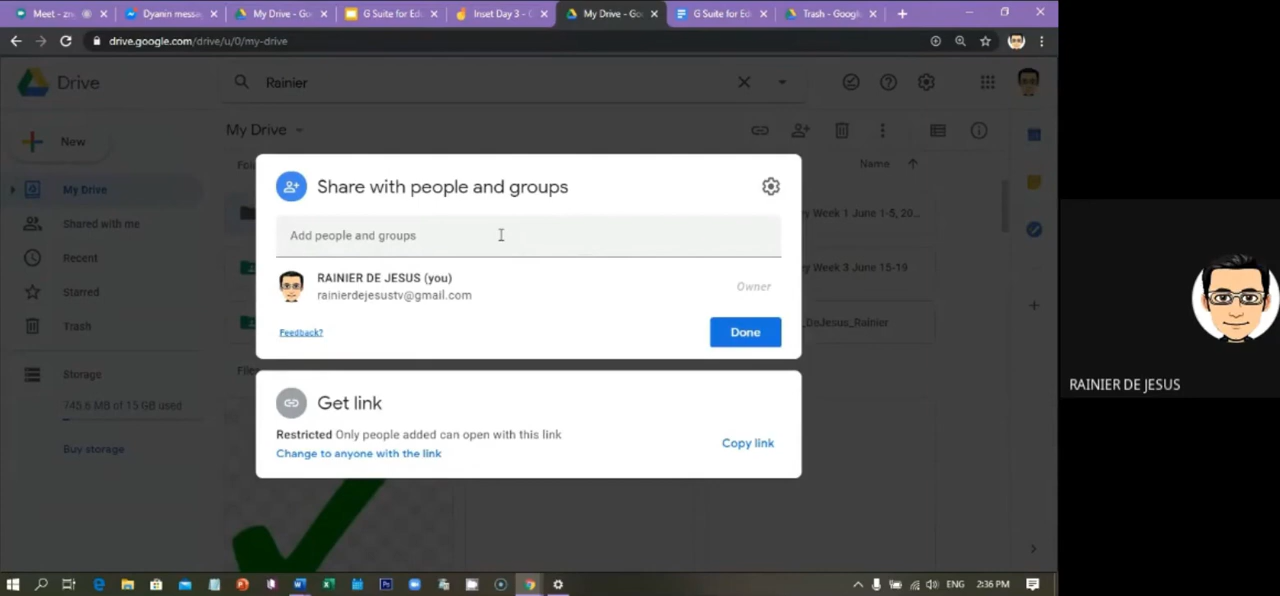 Meet - zn
Dyanin messa
My Drive - Go
G Suite for Ed
Inset Day 3 - G
My Drive - Go
G Suite for Ed
Trash - Google
drive.google.com/drive/u/0/my-drive
Drive
Rainier
New
My Drive
My Drive
Name
Shared with me
Recent
Starred
Trash
Storage
745.6 MB of 15 GB used
Buy storage
y Week 1 June 1-5, 20...
y Week 3 June 15-19
_DeJesus_Rainier
Share with people and groups
Add people and groups
RAINIER DE JESUS (you)
rainierdejesustv@gmail.com
Owner
Feedback?
Done
Get link
Restricted Only people added can open with this link
Change to anyone with the link
Copy link
RAINIER DE JESUS
ENG
2:36 PM